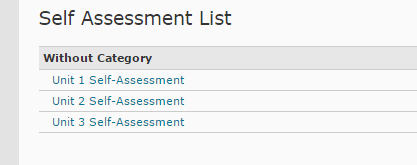 Self Assessment List
Without Category
Unit 1 Self-Assessment
Unit 2 Self-Assessment
Unit 3 Self-Assessment